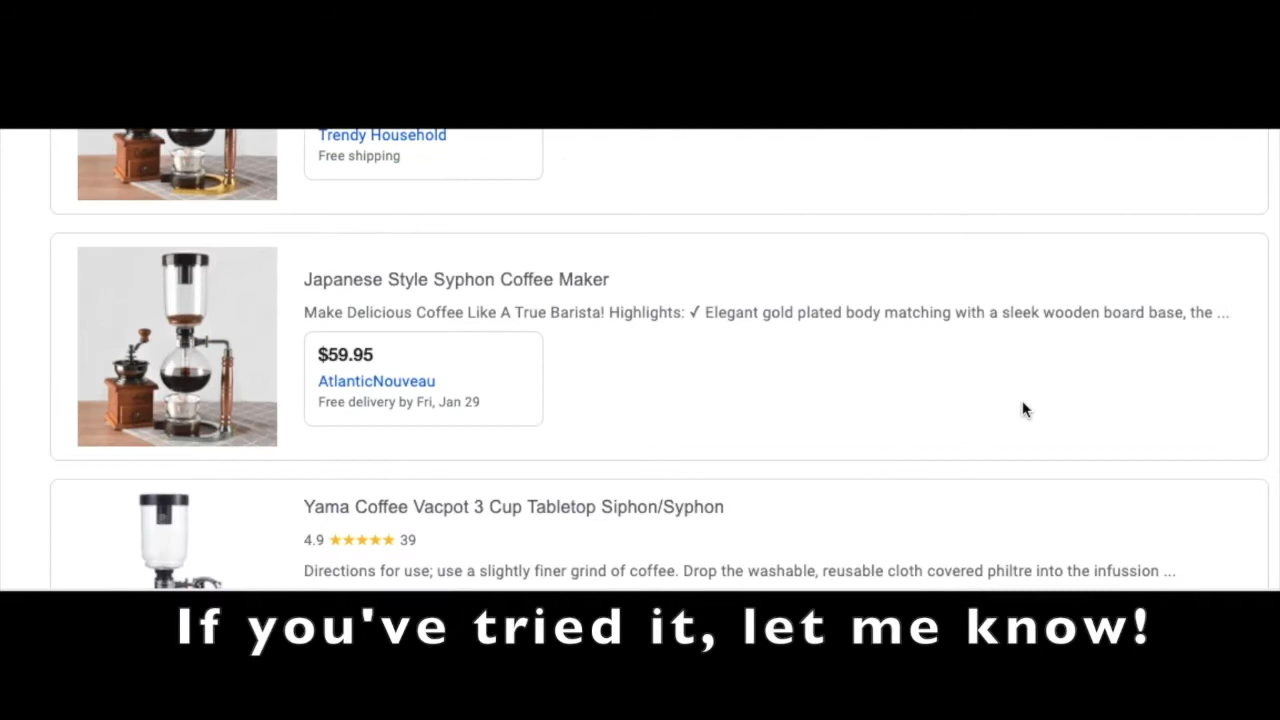 Trendy Household
Free shipping
Japanese Style Syphon Coffee Maker
Make Delicious Coffee Like A True Barista! Highlights: ✓ Elegant gold plated body matching with a sleek wooden board base, the ...
$59.95
AtlanticNouveau
Free delivery by Fri, Jan 29
Yama Coffee Vacpot 3 Cup Tabletop Siphon/Syphon
4.9 ★★★★★ 39
Directions for use; use a slightly finer grind of coffee. Drop the washable, reusable cloth covered philtre into the infussion ...
If you've tried it, let me know!